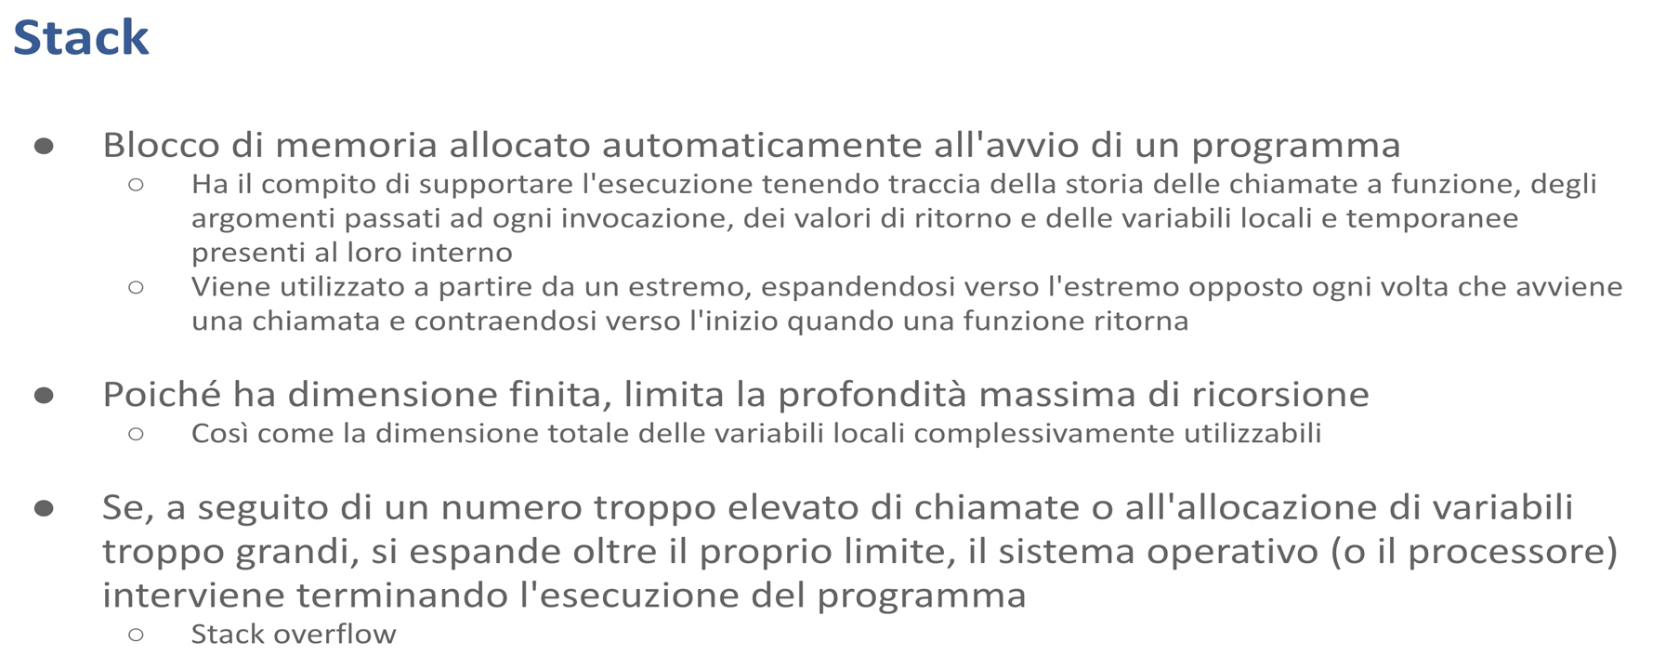 Stack
● Blocco di memoria allocato automaticamente all'avvio di un programma
○ Ha il compito di supportare l'esecuzione tenendo traccia della storia delle chiamate a funzione, degli
argomenti passati ad ogni invocazione, dei valori di ritorno e delle variabili locali e temporanee
presenti al loro interno
○ Viene utilizzato a partire da un estremo, espandendosi verso l'estremo opposto ogni volta che avviene
una chiamata e contraendosi verso l'inizio quando una funzione ritorna
● Poiché ha dimensione finita, limita la profondità massima di ricorsione
○ Così come la dimensione totale delle variabili locali complessivamente utilizzabili
● Se, a seguito di un numero troppo elevato di chiamate o all'allocazione di variabili
troppo grandi, si espande oltre il proprio limite, il sistema operativo (o il processore)
interviene terminando l'esecuzione del programma
○ Stack overflow